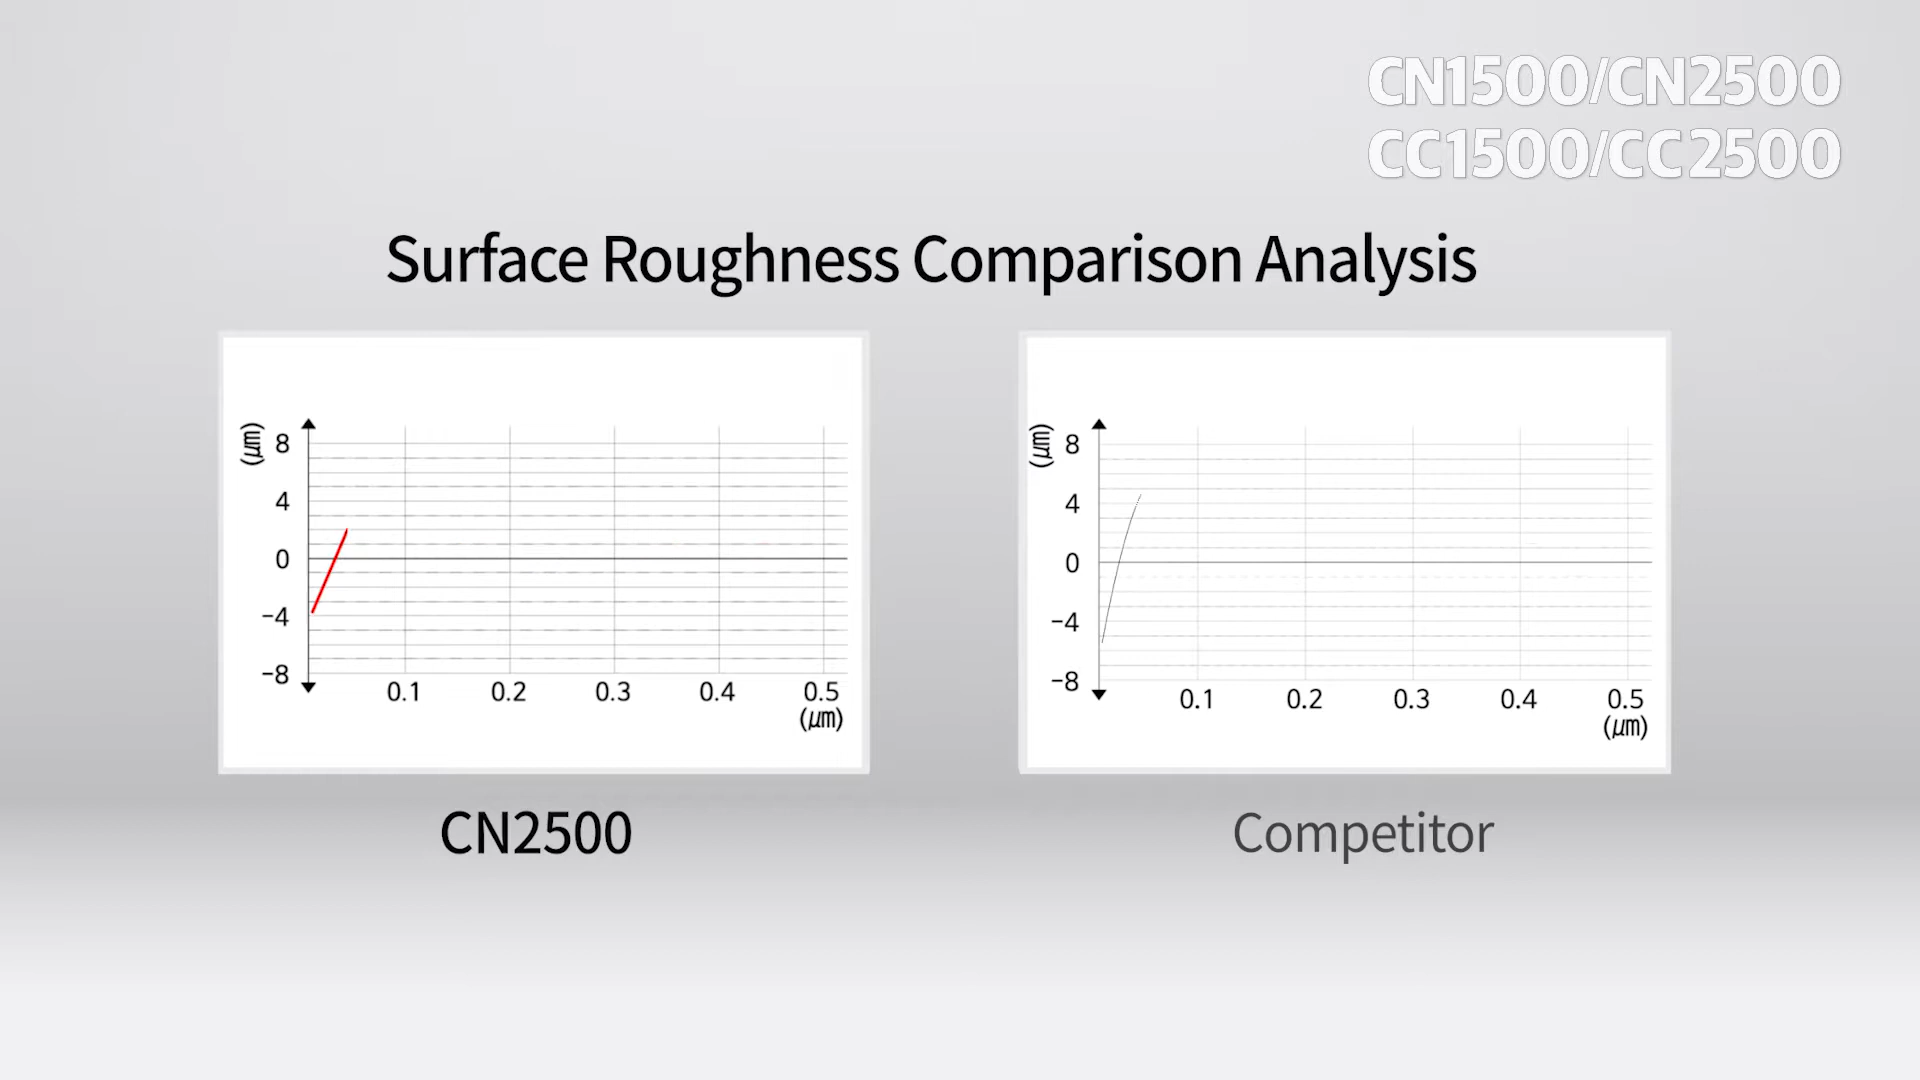 CN1500/CN2500
CC1500/CC2500
Surface Roughness Comparison Analysis
(μm)
8
4
0
−4
−8
0.1 0.2 0.3 0.4 0.5
(μm)
CN2500
(μm)
8
4
0
−4
−8
0.1 0.2 0.3 0.4 0.5
(μm)
Competitor